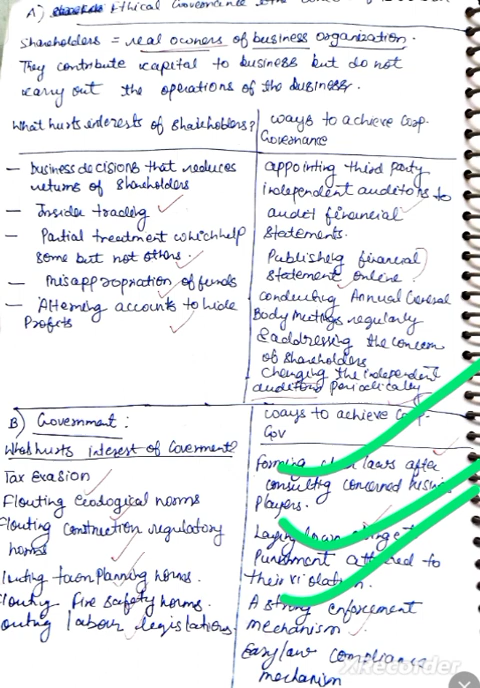 A) Ethical Governance
Shareholders = real owners of business organization.
They contribute capital to business but do not
carry out the operations of the business.
What hurts interests of shareholders?
— business decisions that reduces
returns of shareholders
— Insider trading
— Partial treatment which help
some but not others.
— Misappropriation of funds
— Altering accounts to hide
Profits
ways to achieve Corp.
Governance
appointing third party
independent auditors to
audit financial
statements.
Publishing financial
statement online.
conducting Annual General
Body Meetings regularly
& addressing the concern
of shareholders
changing the independent
auditors periodically
B) Government :
What hurts interest of Goverment?
Tax evasion
Flouting ecological norms
Flouting construction regulatory
norms
town planning norms.
Flouting fire safety norms.
labour legislations.
ways to achieve Corp-
Gov
Forming laws after
consulting concerned
players.
Laying down
Punishment attached to
their violation.
A strong enforcement
mechanism
Easy law compliance
mechanism
XRecorder